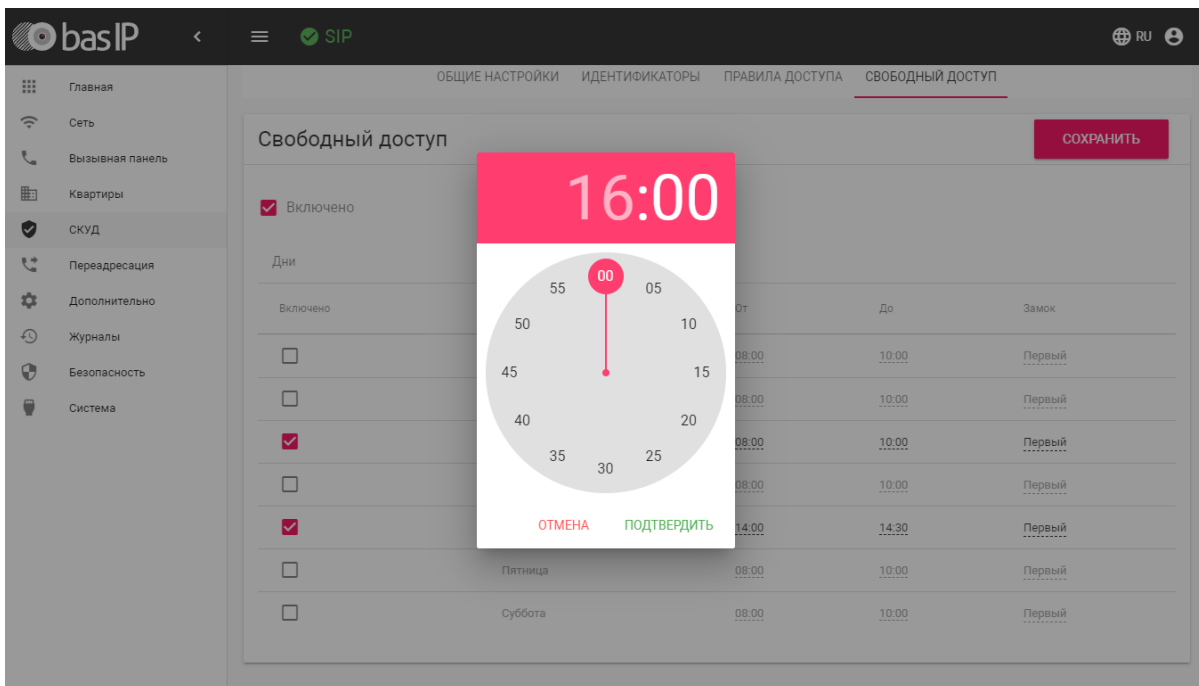 basIP
SIP
RU
Главная
Сеть
Вызывная панель
Квартиры
СКУД
Переадресация
Дополнительно
Журналы
Безопасность
Система
ОБЩИЕ НАСТРОЙКИ ИДЕНТИФИКАТОРЫ ПРАВИЛА ДОСТУПА СВОБОДНЫЙ ДОСТУП
Свободный доступ
СОХРАНИТЬ
Включено
Дни
Включено От До Замок
08:00 10:00 Первый
08:00 10:00 Первый
08:00 10:00 Первый
08:00 10:00 Первый
14:00 14:30 Первый
Пятница 08:00 10:00 Первый
Суббота 08:00 10:00 Первый
16:00
00
55 05
50 10
45 15
40 20
35 25
30
ОТМЕНА ПОДТВЕРДИТЬ